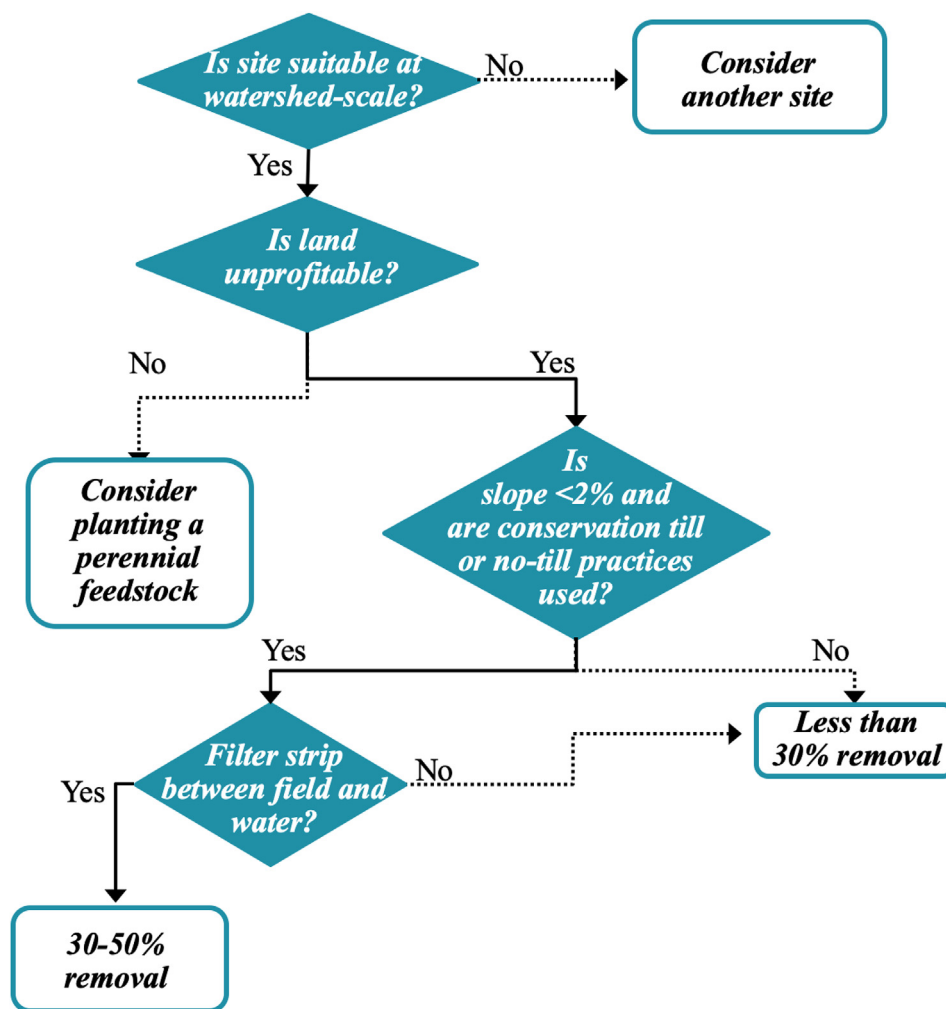 Is site suitable at
watershed-scale?
No
Consider
another site
Yes
Is land
unprofitable?
No
Yes
Consider
planting a
perennial
feedstock
Is
slope <2% and
are conservation till
or no-till practices
used?
Yes
No
Filter strip
between field and
water?
No
Less than
30% removal
Yes
30-50%
removal